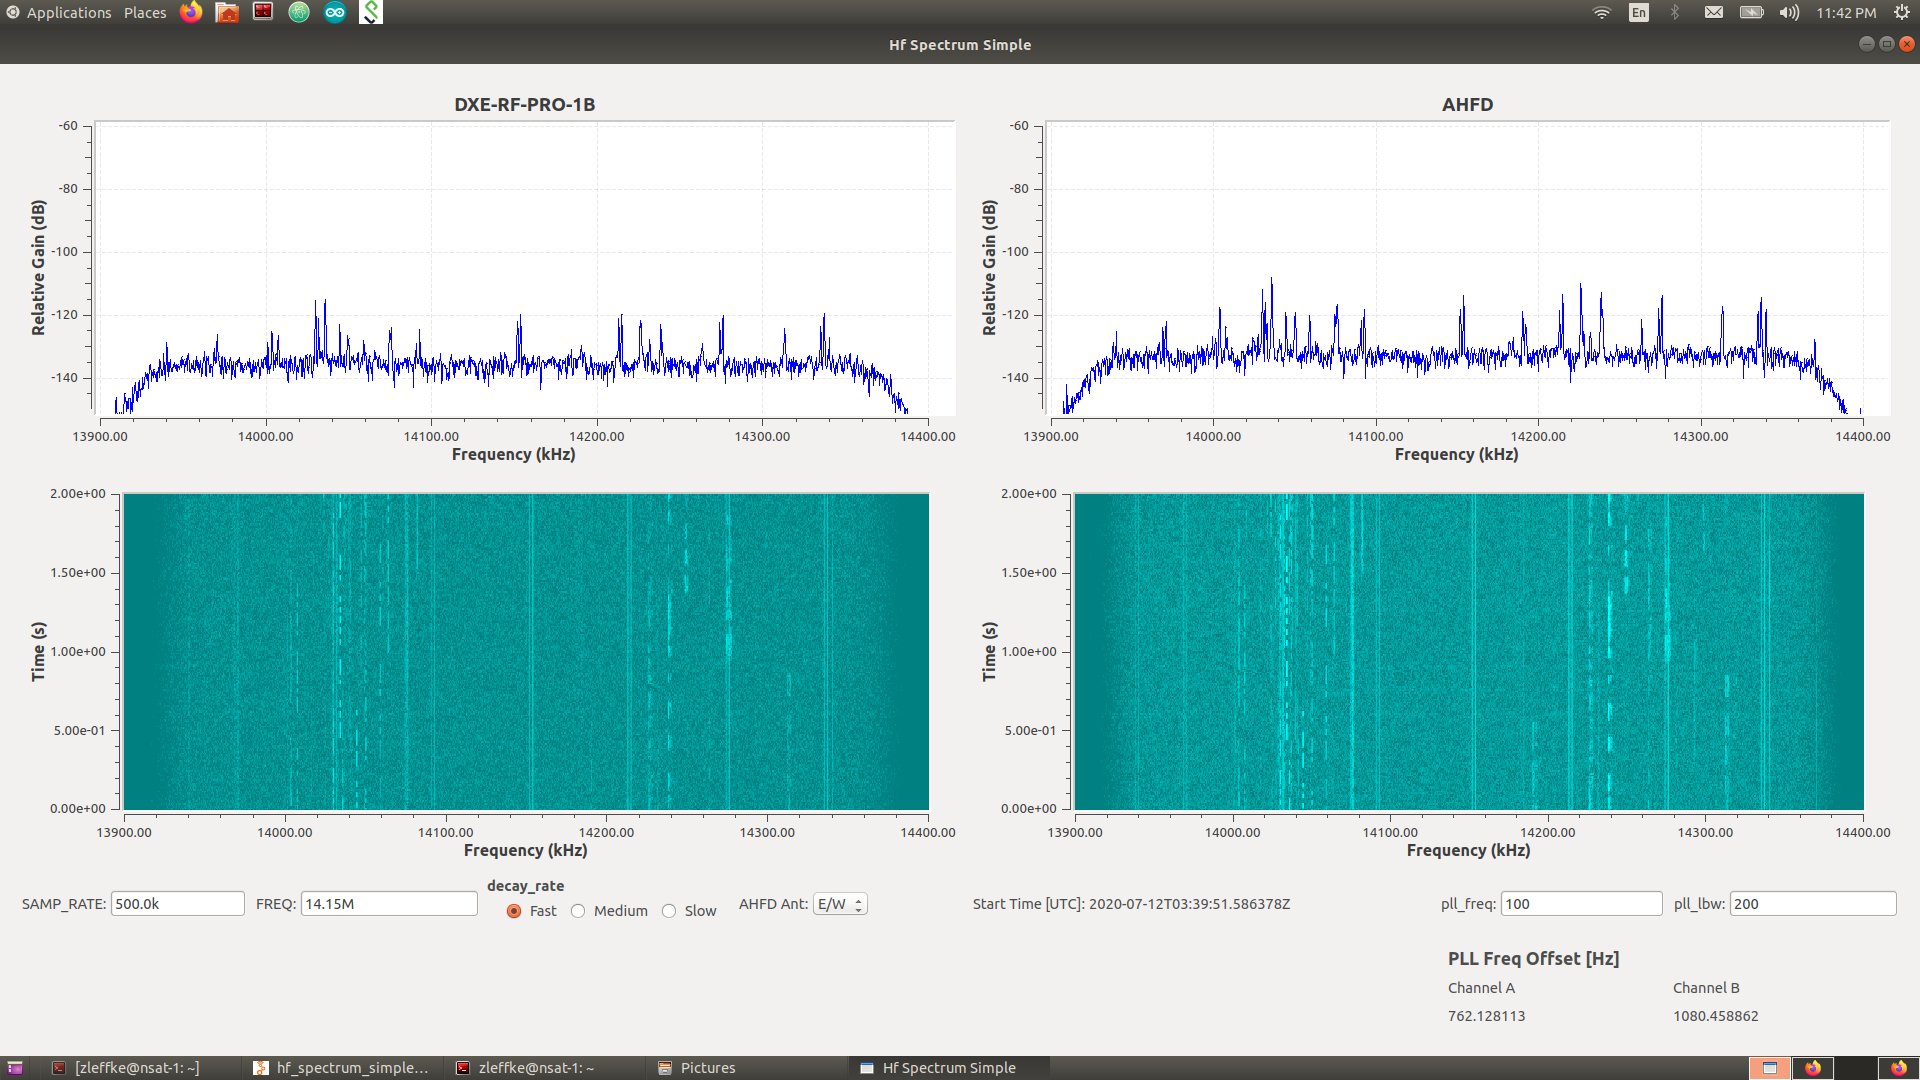 Applications Places En 11:42 PM
Hf Spectrum Simple
DXE-RF-PRO-1B
-60
-80
-100
-120
-140
Relative Gain (dB)
13900.00 14000.00 14100.00 14200.00 14300.00 14400.00
Frequency (kHz)
AHFD
-60
-80
-100
-120
-140
Relative Gain (dB)
13900.00 14000.00 14100.00 14200.00 14300.00 14400.00
Frequency (kHz)
2.00e+00
1.50e+00
1.00e+00
5.00e-01
0.00e+00
Time (s)
13900.00 14000.00 14100.00 14200.00 14300.00 14400.00
Frequency (kHz)
2.00e+00
1.50e+00
1.00e+00
5.00e-01
0.00e+00
Time (s)
13900.00 14000.00 14100.00 14200.00 14300.00 14400.00
Frequency (kHz)
decay_rate
SAMP_RATE: 500.0k FREQ: 14.15M Fast Medium Slow AHFD Ant: E/W Start Time [UTC]: 2020-07-12T03:39:51.586378Z pll_freq: 100 pll_lbw: 200
PLL Freq Offset [Hz]
Channel A Channel B
762.128113 1080.458862
[zleffke@nsat-1: ~] hf_spectrum_simple... zleffke@nsat-1: ~ Pictures Hf Spectrum Simple